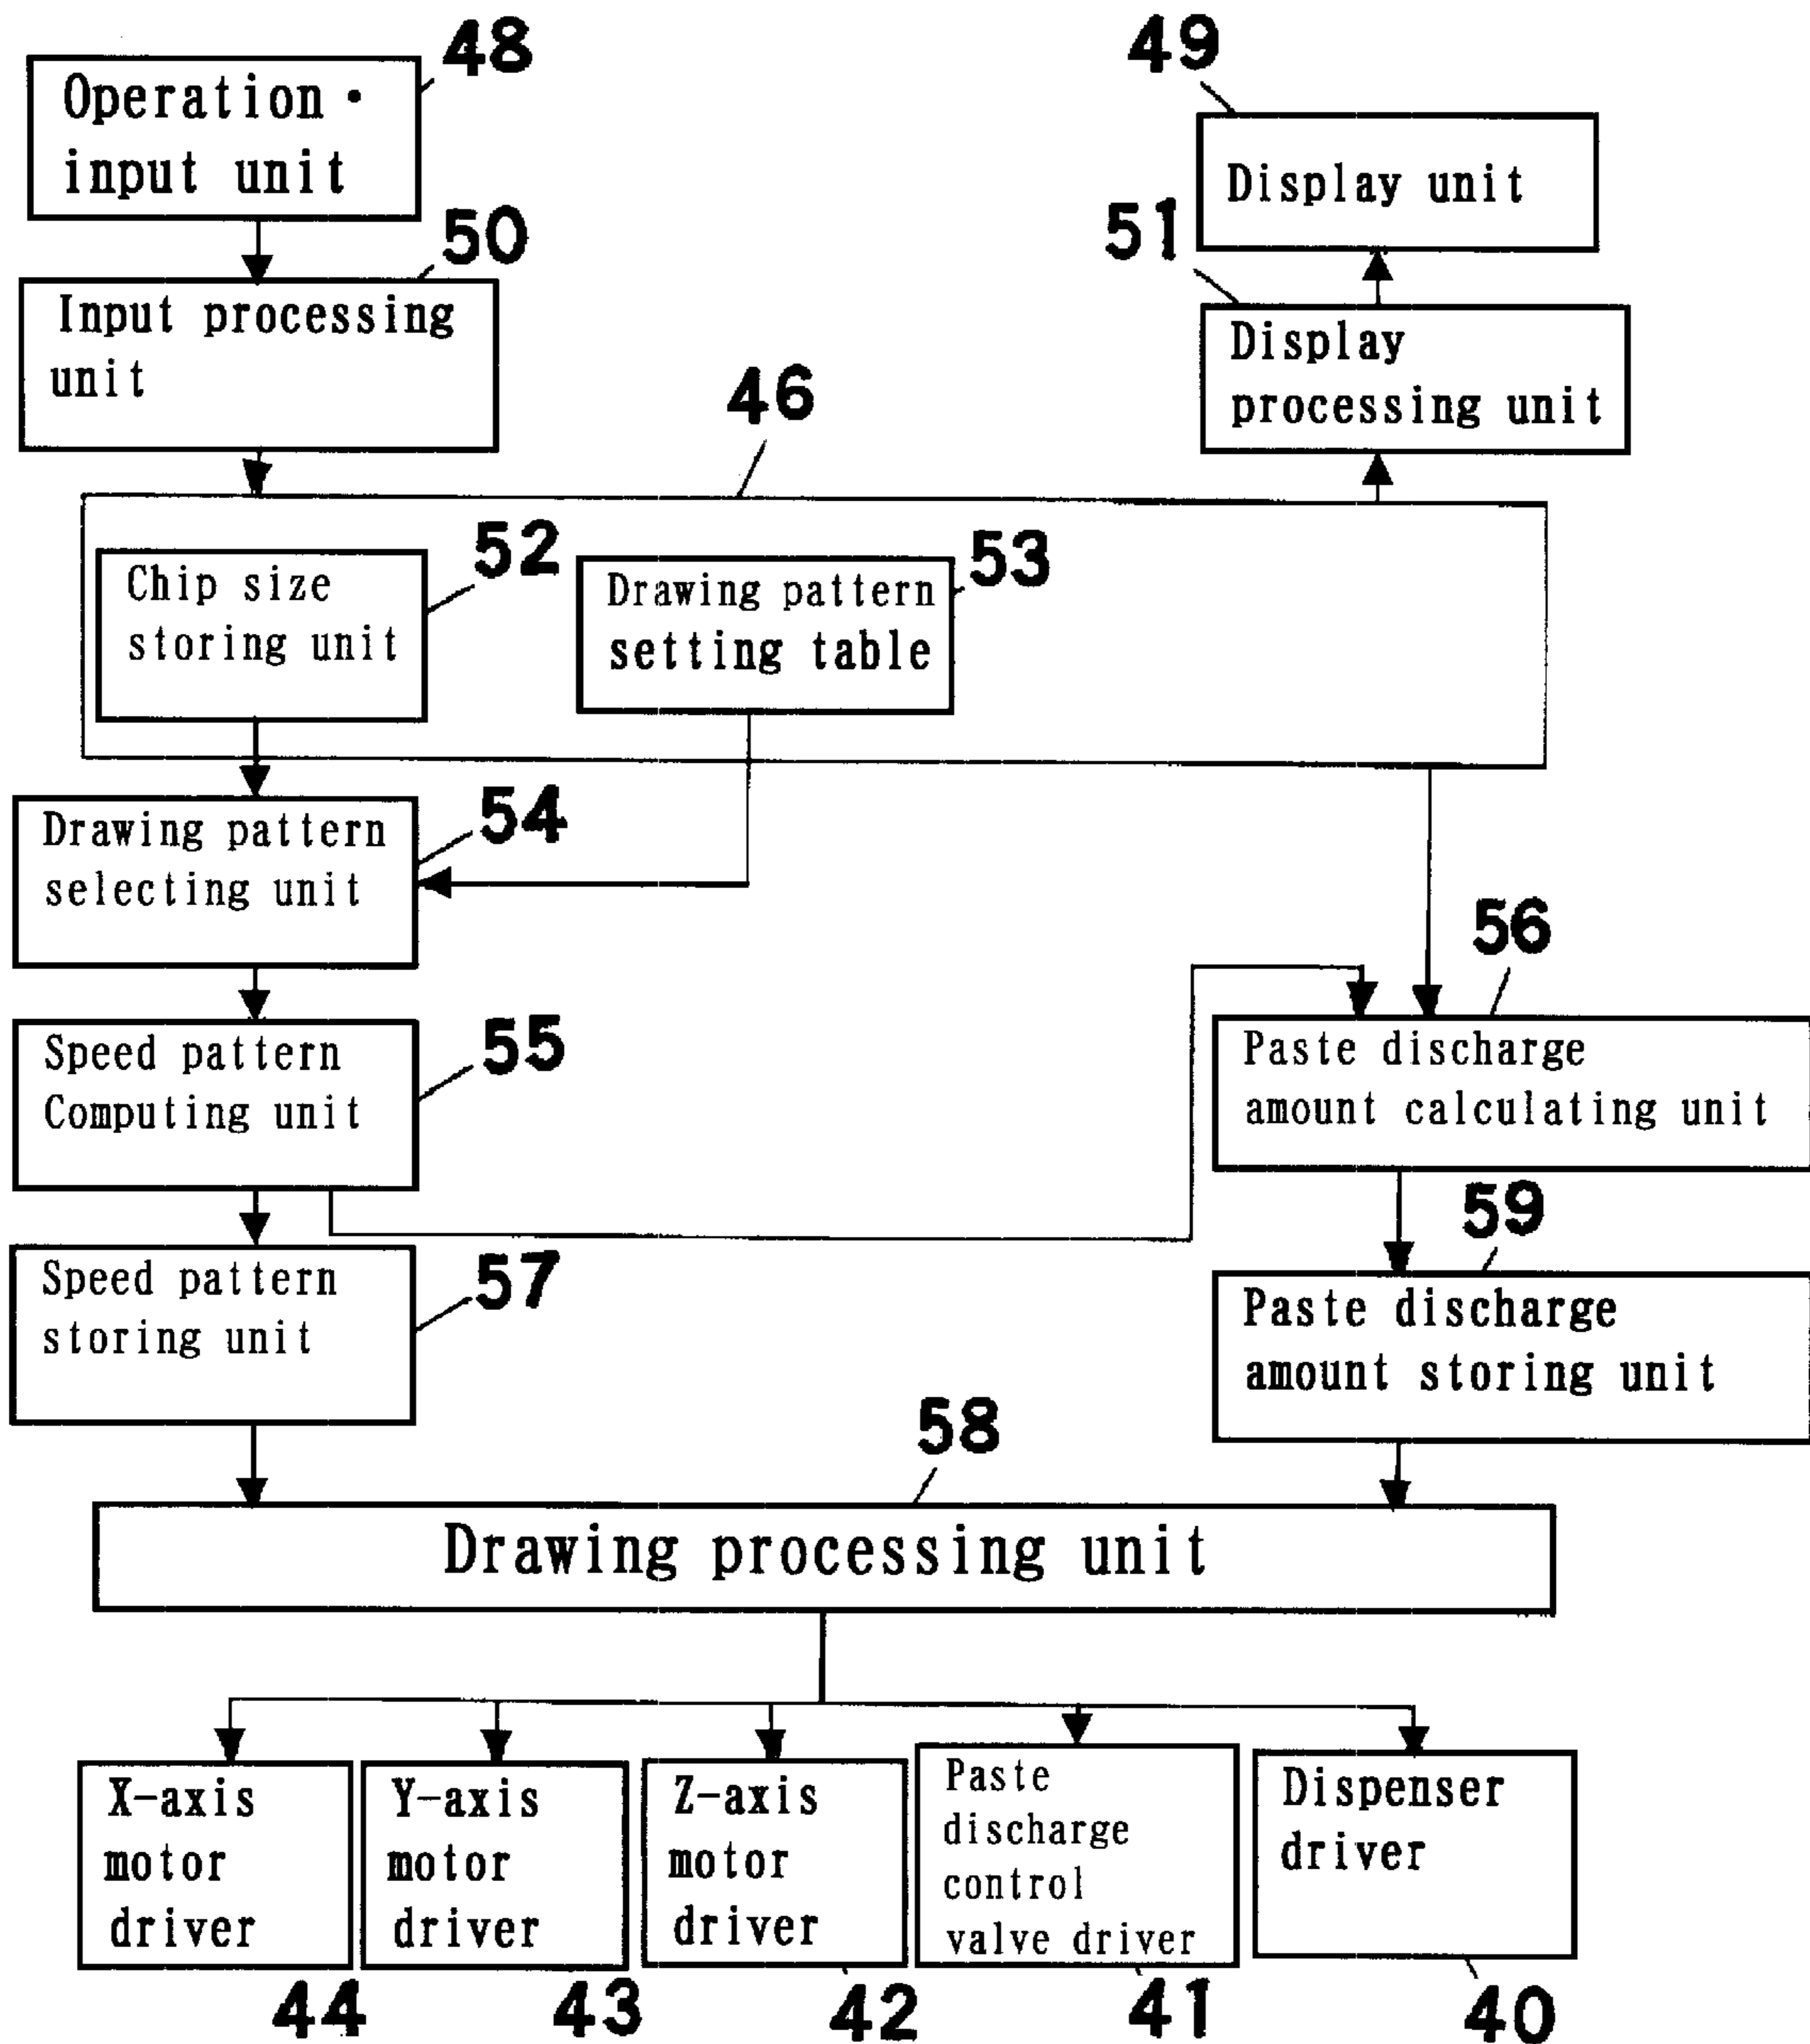 48
Operation・
input unit
49
Display unit
50
Input processing
unit
51
Display
processing unit
46
52
Chip size
storing unit
53
Drawing pattern
setting table
54
Drawing pattern
selecting unit
55
Speed pattern
Computing unit
56
Paste discharge
amount calculating unit
57
Speed pattern
storing unit
59
Paste discharge
amount storing unit
58
Drawing processing unit
X-axis
motor
driver
44
Y-axis
motor
driver
43
Z-axis
motor
driver
42
Paste
discharge
control
valve driver
41
Dispenser
driver
40